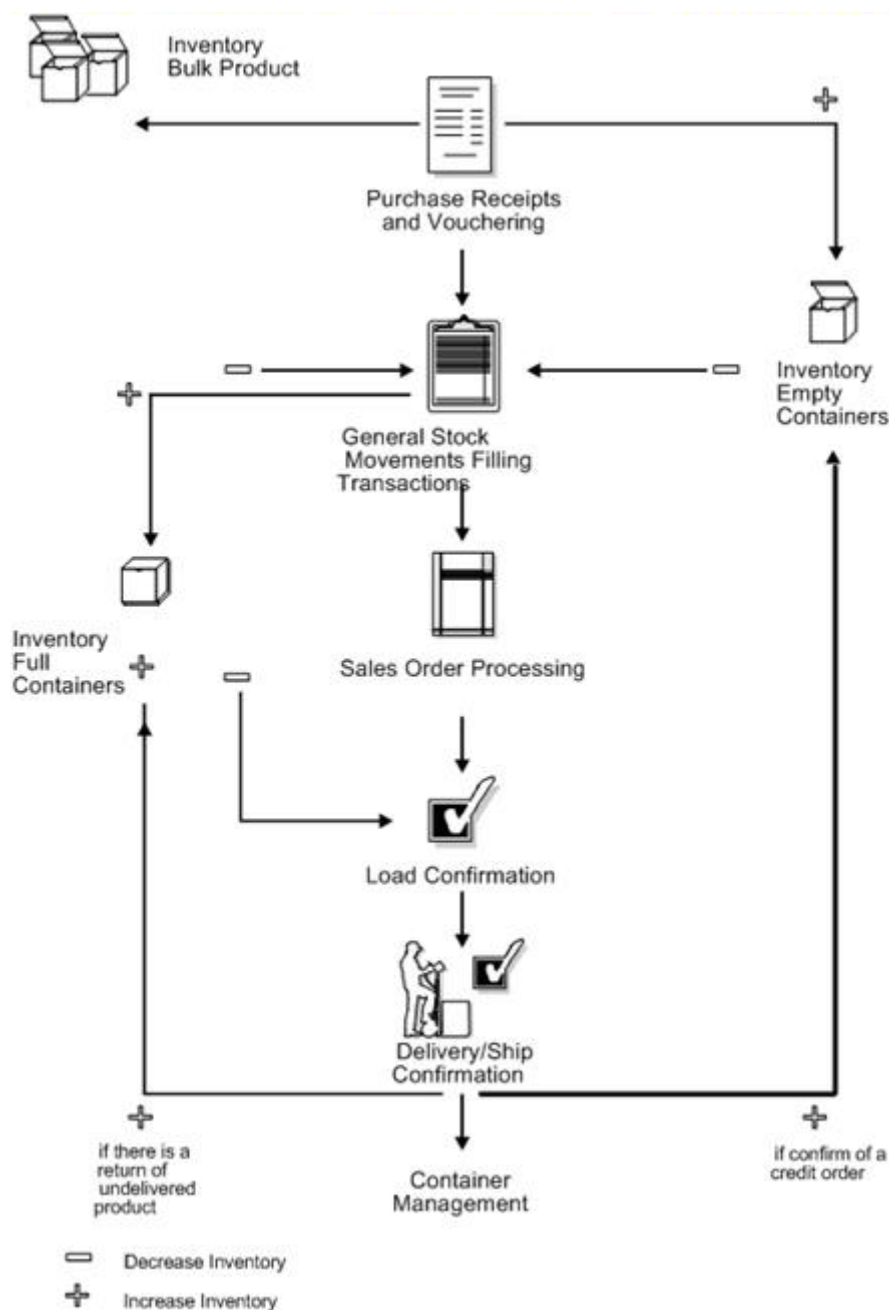 Inventory
Bulk Product
Purchase Receipts
and Vouchering
Inventory
Empty
Containers
General Stock
Movements Filling
Transactions
Inventory
Full
Containers
Sales Order Processing
Load Confirmation
Delivery/Ship
Confirmation
if there is a
return of
undelivered
product
Container
Management
if confirm of a
credit order
Decrease Inventory
Increase Inventory